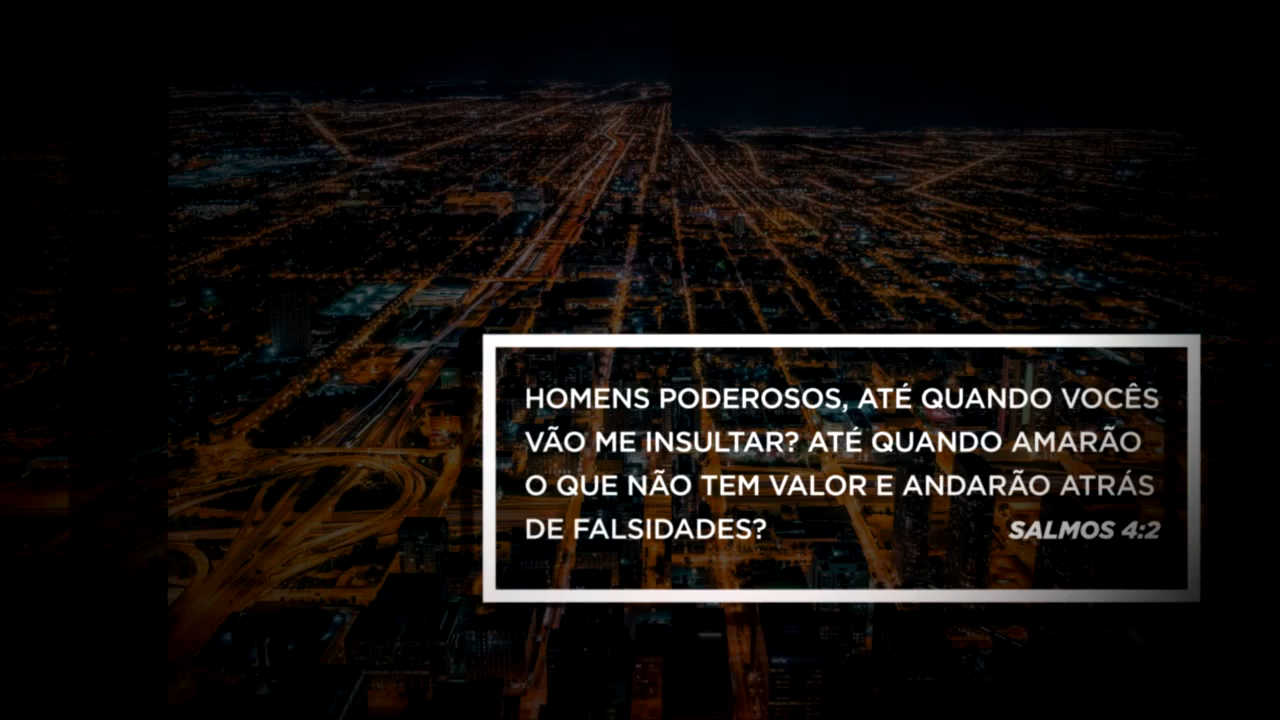 HOMENS PODEROSOS, ATÉ QUANDO VOCÊS
VÃO ME INSULTAR? ATÉ QUANDO AMARÃO
O QUE NÃO TEM VALOR E ANDARÃO ATRÁS
DE FALSIDADES? SALMOS 4:2